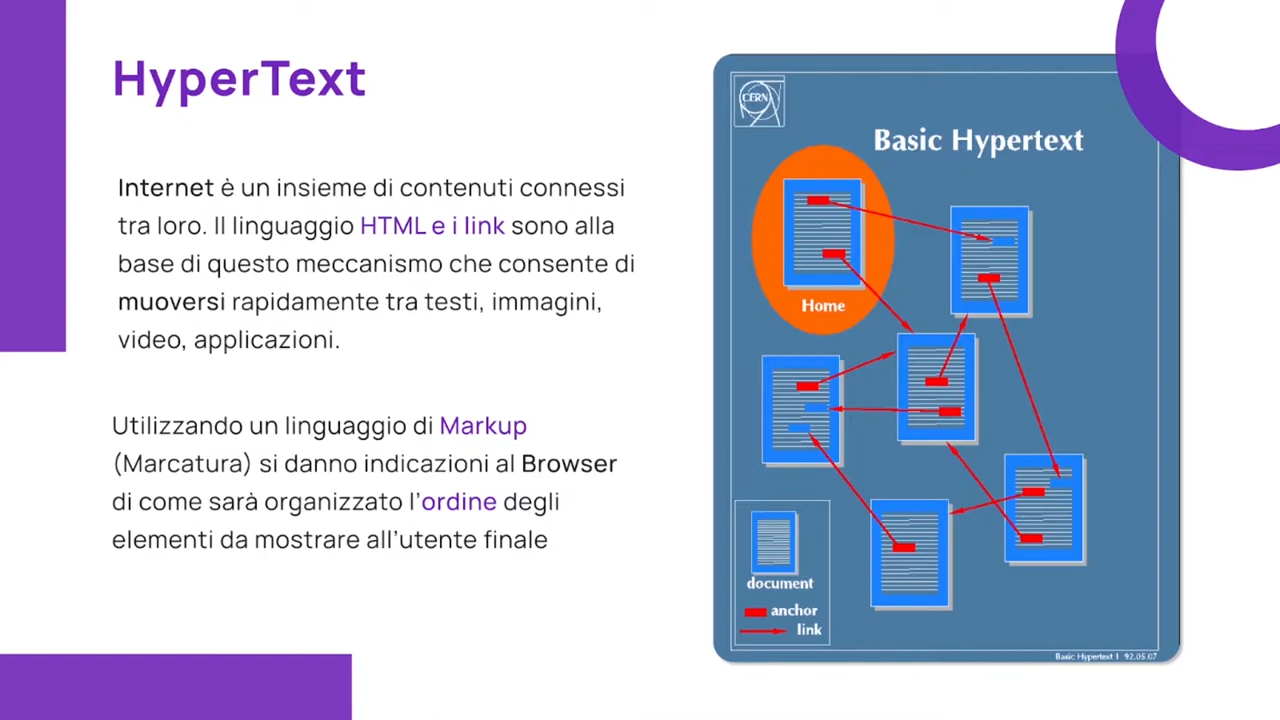 HyperText
Internet è un insieme di contenuti connessi
tra loro. Il linguaggio HTML e i link sono alla
base di questo meccanismo che consente di
muoversi rapidamente tra testi, immagini,
video, applicazioni.
Utilizzando un linguaggio di Markup
(Marcatura) si danno indicazioni al Browser
di come sarà organizzato l’ordine degli
elementi da mostrare all’utente finale
CERN
Basic Hypertext
Home
document
anchor
link
Basic Hypertext 1 92.05.07